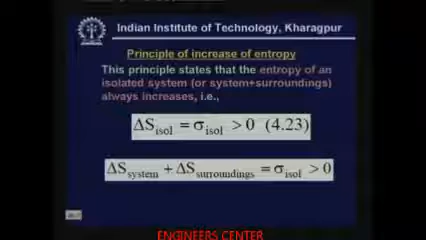 Indian Institute of Technology, Kharagpur
Principle of increase of entropy
This principle states that the entropy of an
isolated system (or system+surroundings)
always increases, i.e.,
ΔS_isol = σ_isol > 0 (4.23)
ΔS_system + ΔS_surroundings = σ_isol > 0
ENGINEERS CENTER